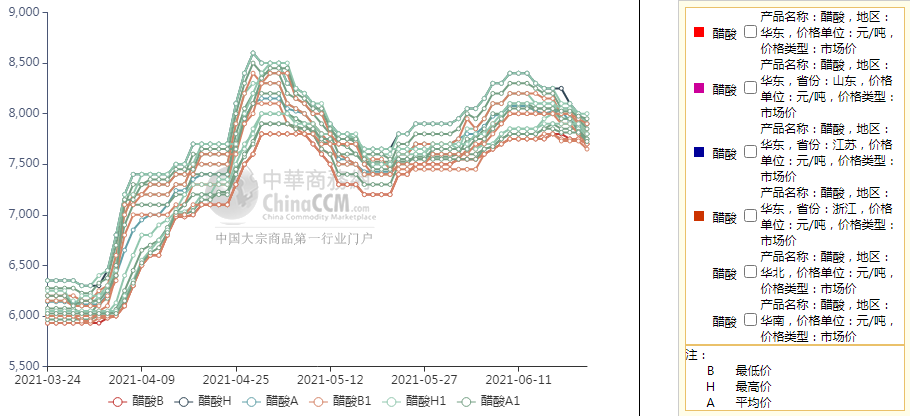 9,000
8,500
8,000
7,500
7,000
6,500
6,000
5,500
2021-03-24
2021-04-09
2021-04-25
2021-05-12
2021-05-27
2021-06-11
中華商務网
ChinaCCM.com
China Commodity Marketplace
中国大宗商品第一行业门户
醋酸B
醋酸H
醋酸A
醋酸B1
醋酸H1
醋酸A1
醋酸
产品名称：醋酸，地区：
华东，价格单位：元/吨，
价格类型：市场价
醋酸
产品名称：醋酸，地区：
华东，省份：山东，价格
单位：元/吨，价格类型：
市场价
醋酸
产品名称：醋酸，地区：
华东，省份：江苏，价格
单位：元/吨，价格类型：
市场价
醋酸
产品名称：醋酸，地区：
华东，省份：浙江，价格
单位：元/吨，价格类型：
市场价
醋酸
产品名称：醋酸，地区：
华北，价格单位：元/吨，
价格类型：市场价
醋酸
产品名称：醋酸，地区：
华南，价格单位：元/吨，
价格类型：市场价
注：
B 最低价
H 最高价
A 平均价